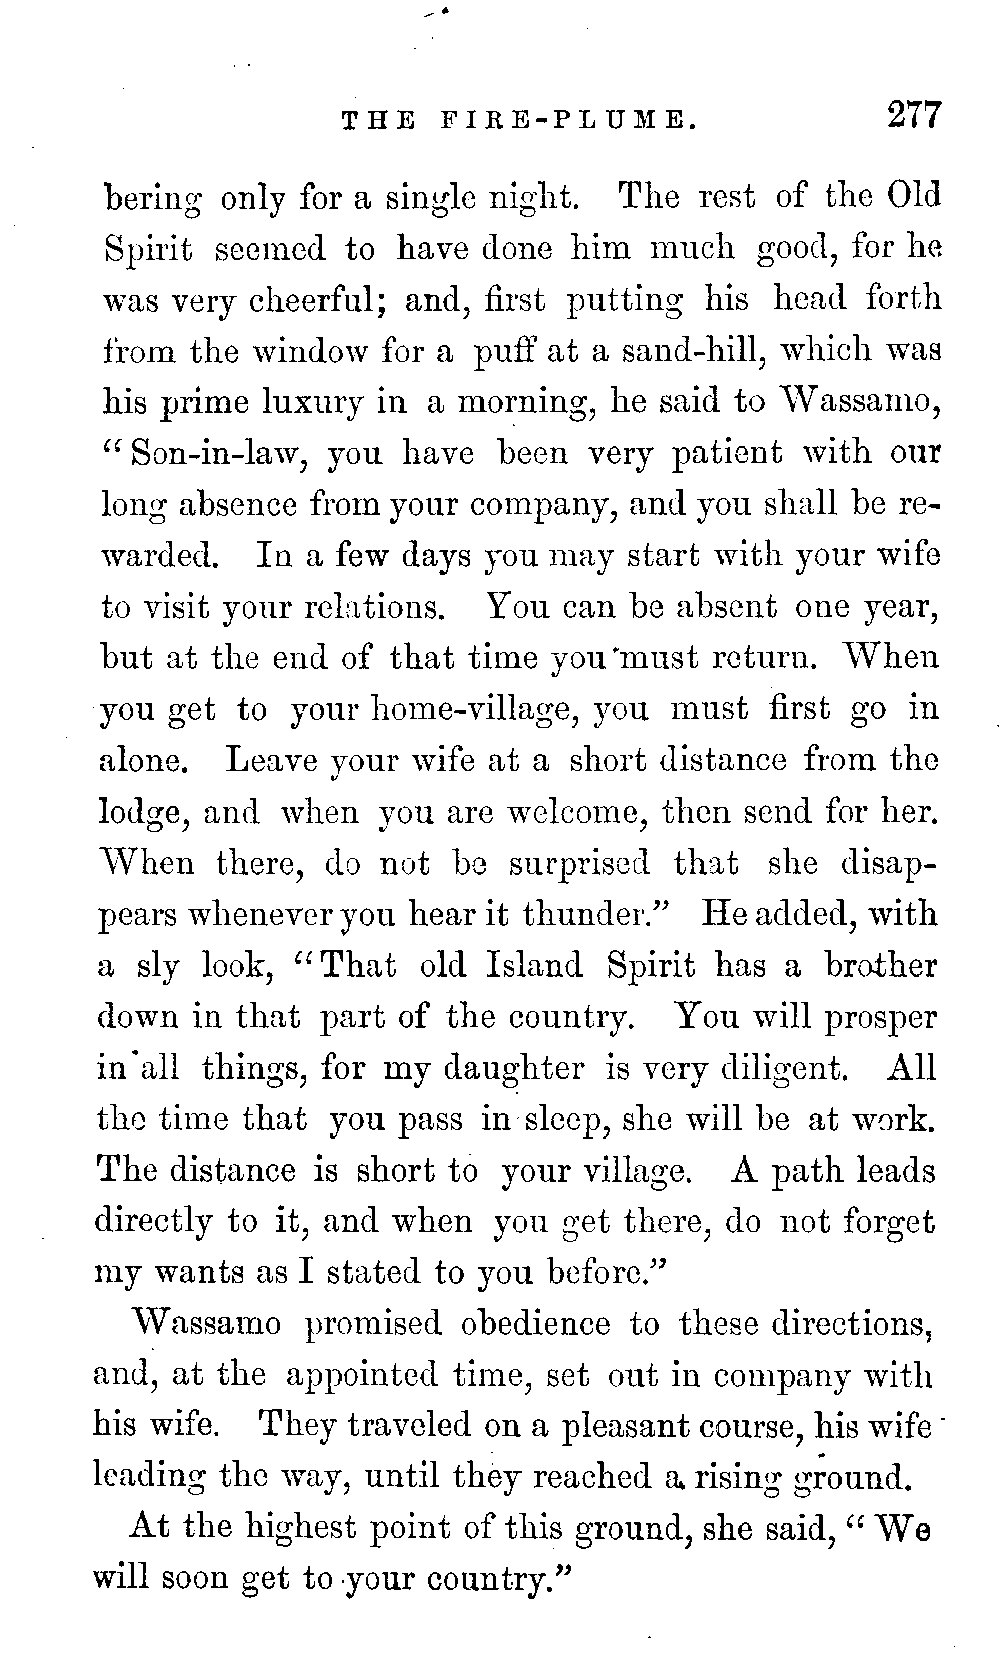 THE FIRE-PLUME. 277
bering only for a single night. The rest of the Old
Spirit seemed to have done him much good, for he
was very cheerful; and, first putting his head forth
from the window for a puff at a sand-hill, which was
his prime luxury in a morning, he said to Wassamo,
“Son-in-law, you have been very patient with our
long absence from your company, and you shall be re-
warded. In a few days you may start with your wife
to visit your relations. You can be absent one year,
but at the end of that time you must return. When
you get to your home-village, you must first go in
alone. Leave your wife at a short distance from the
lodge, and when you are welcome, then send for her.
When there, do not be surprised that she disap-
pears whenever you hear it thunder.” He added, with
a sly look, “That old Island Spirit has a brother
down in that part of the country. You will prosper
in all things, for my daughter is very diligent. All
the time that you pass in sleep, she will be at work.
The distance is short to your village. A path leads
directly to it, and when you get there, do not forget
my wants as I stated to you before.”
Wassamo promised obedience to these directions,
and, at the appointed time, set out in company with
his wife. They traveled on a pleasant course, his wife
leading the way, until they reached a rising ground.
At the highest point of this ground, she said, “We
will soon get to your country.”